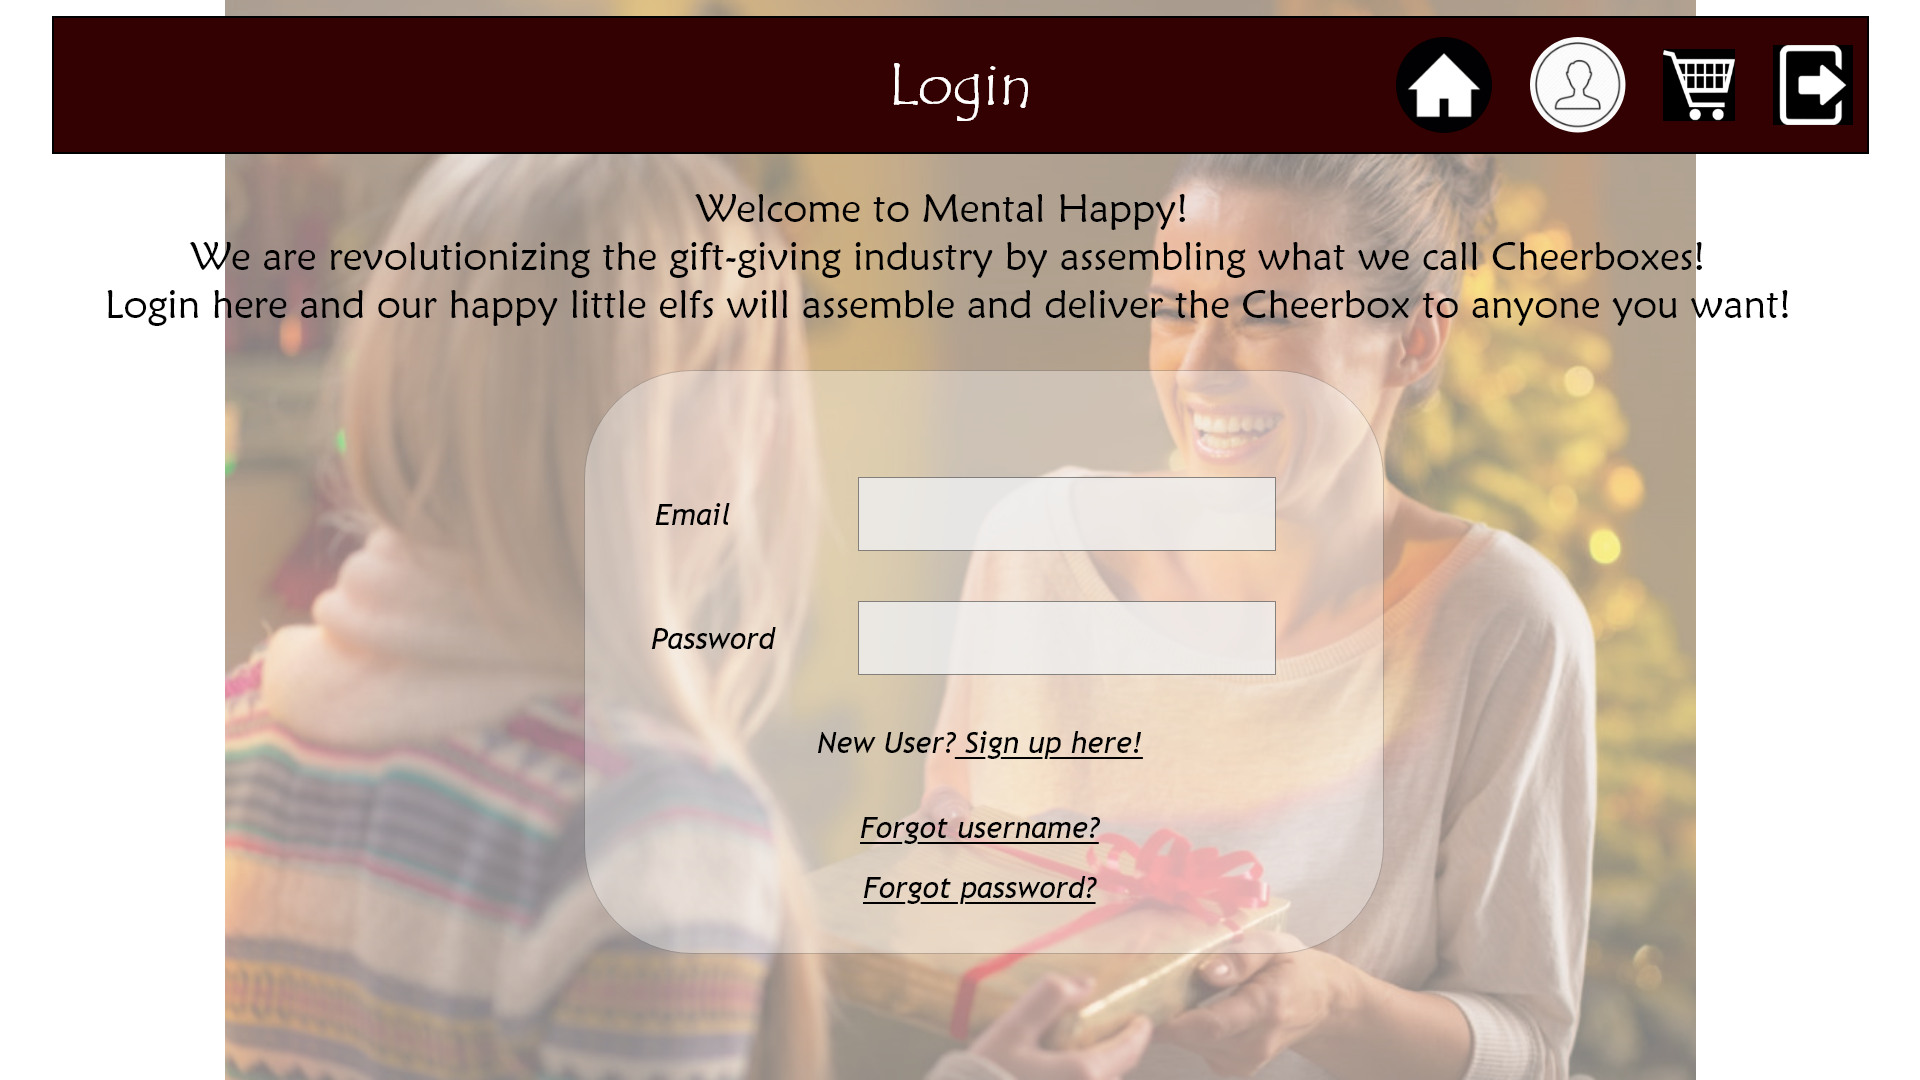 Login
Welcome to Mental Happy!
We are revolutionizing the gift-giving industry by assembling what we call Cheerboxes!
Login here and our happy little elfs will assemble and deliver the Cheerbox to anyone you want!
Email
Password
New User? Sign up here!
Forgot username?
Forgot password?